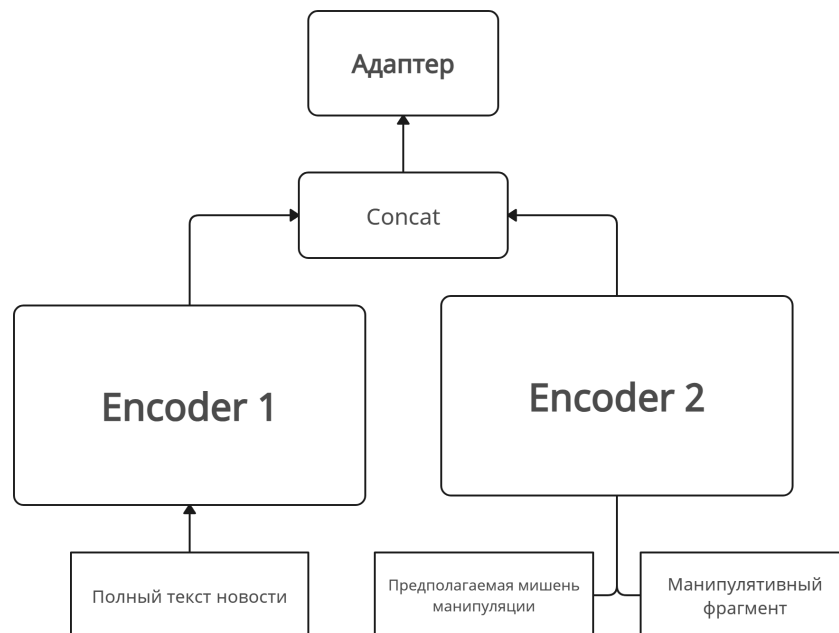 Адаптер
Concat
Encoder 1
Encoder 2
Полный текст новости
Предполагаемая мишень
манипуляции
Манипулятивный
фрагмент